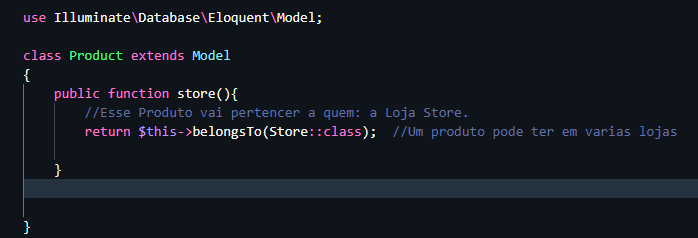 use Illuminate\Database\Eloquent\Model;
class Product extends Model
{
public function store(){
//Esse Produto vai pertencer a quem: a Loja Store.
return $this->belongsTo(Store::class);  //Um produto pode ter em varias lojas
}
}